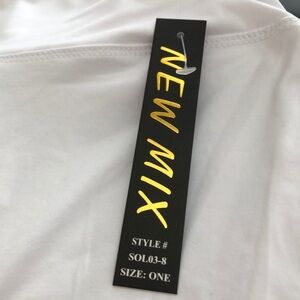 NEW MIX
STYLE #
SOL03-8
SIZE: ONE